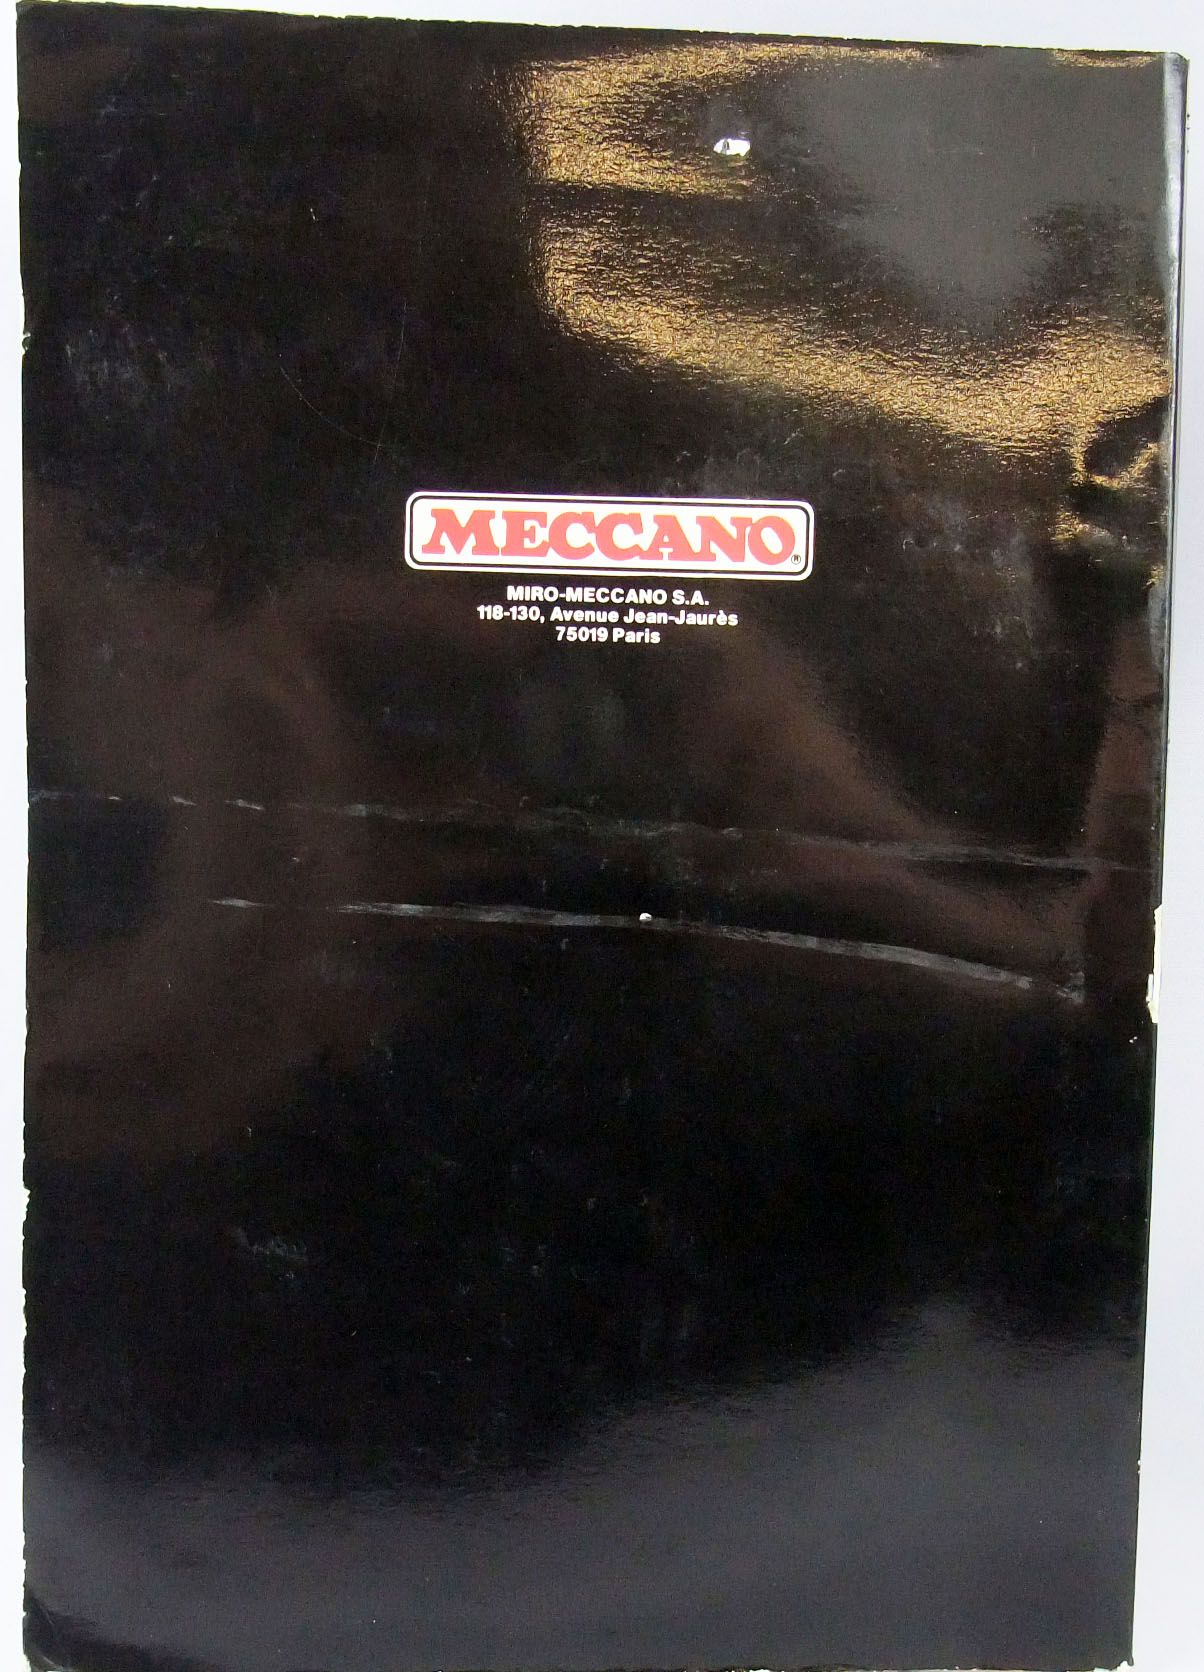 MECCANO®
MIRO-MECCANO S.A.
118-130, Avenue Jean-Jaurès
75019 Paris